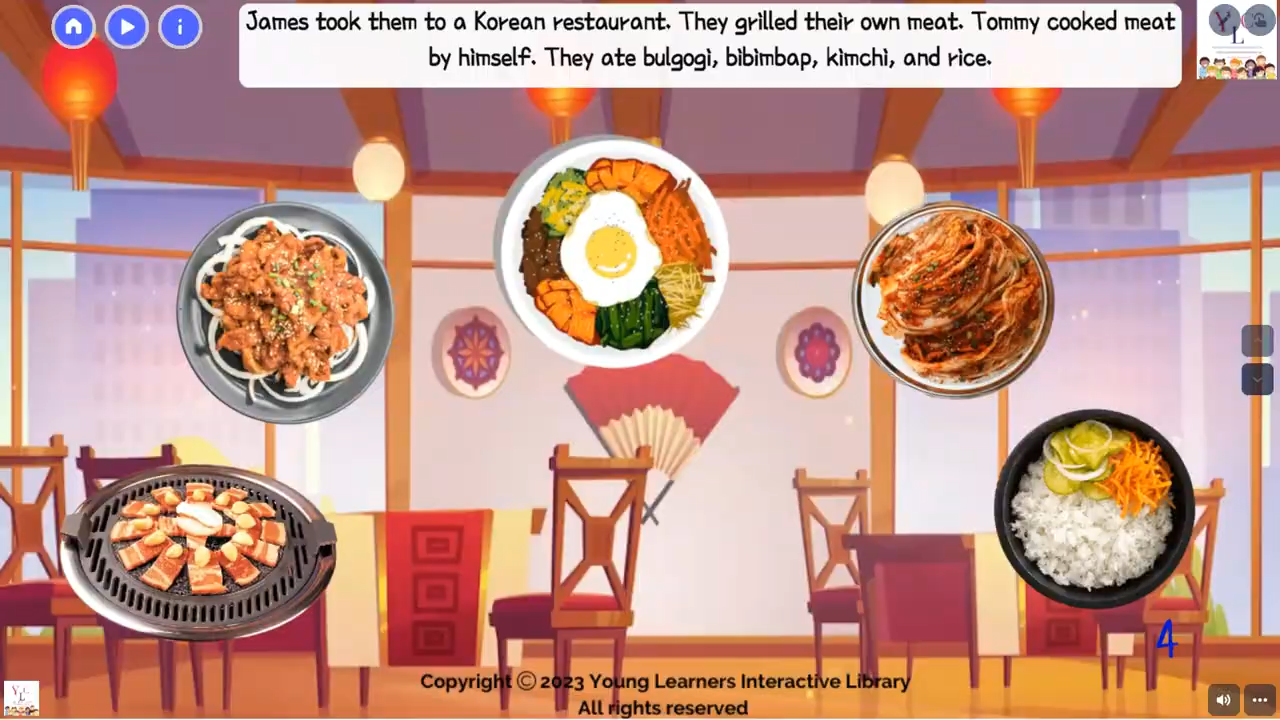 James took them to a Korean restaurant. They grilled their own meat. Tommy cooked meat
by himself. They ate bulgogi, bibimbap, kimchi, and rice.
4
Copyright © 2023 Young Learners Interactive Library
All rights reserved